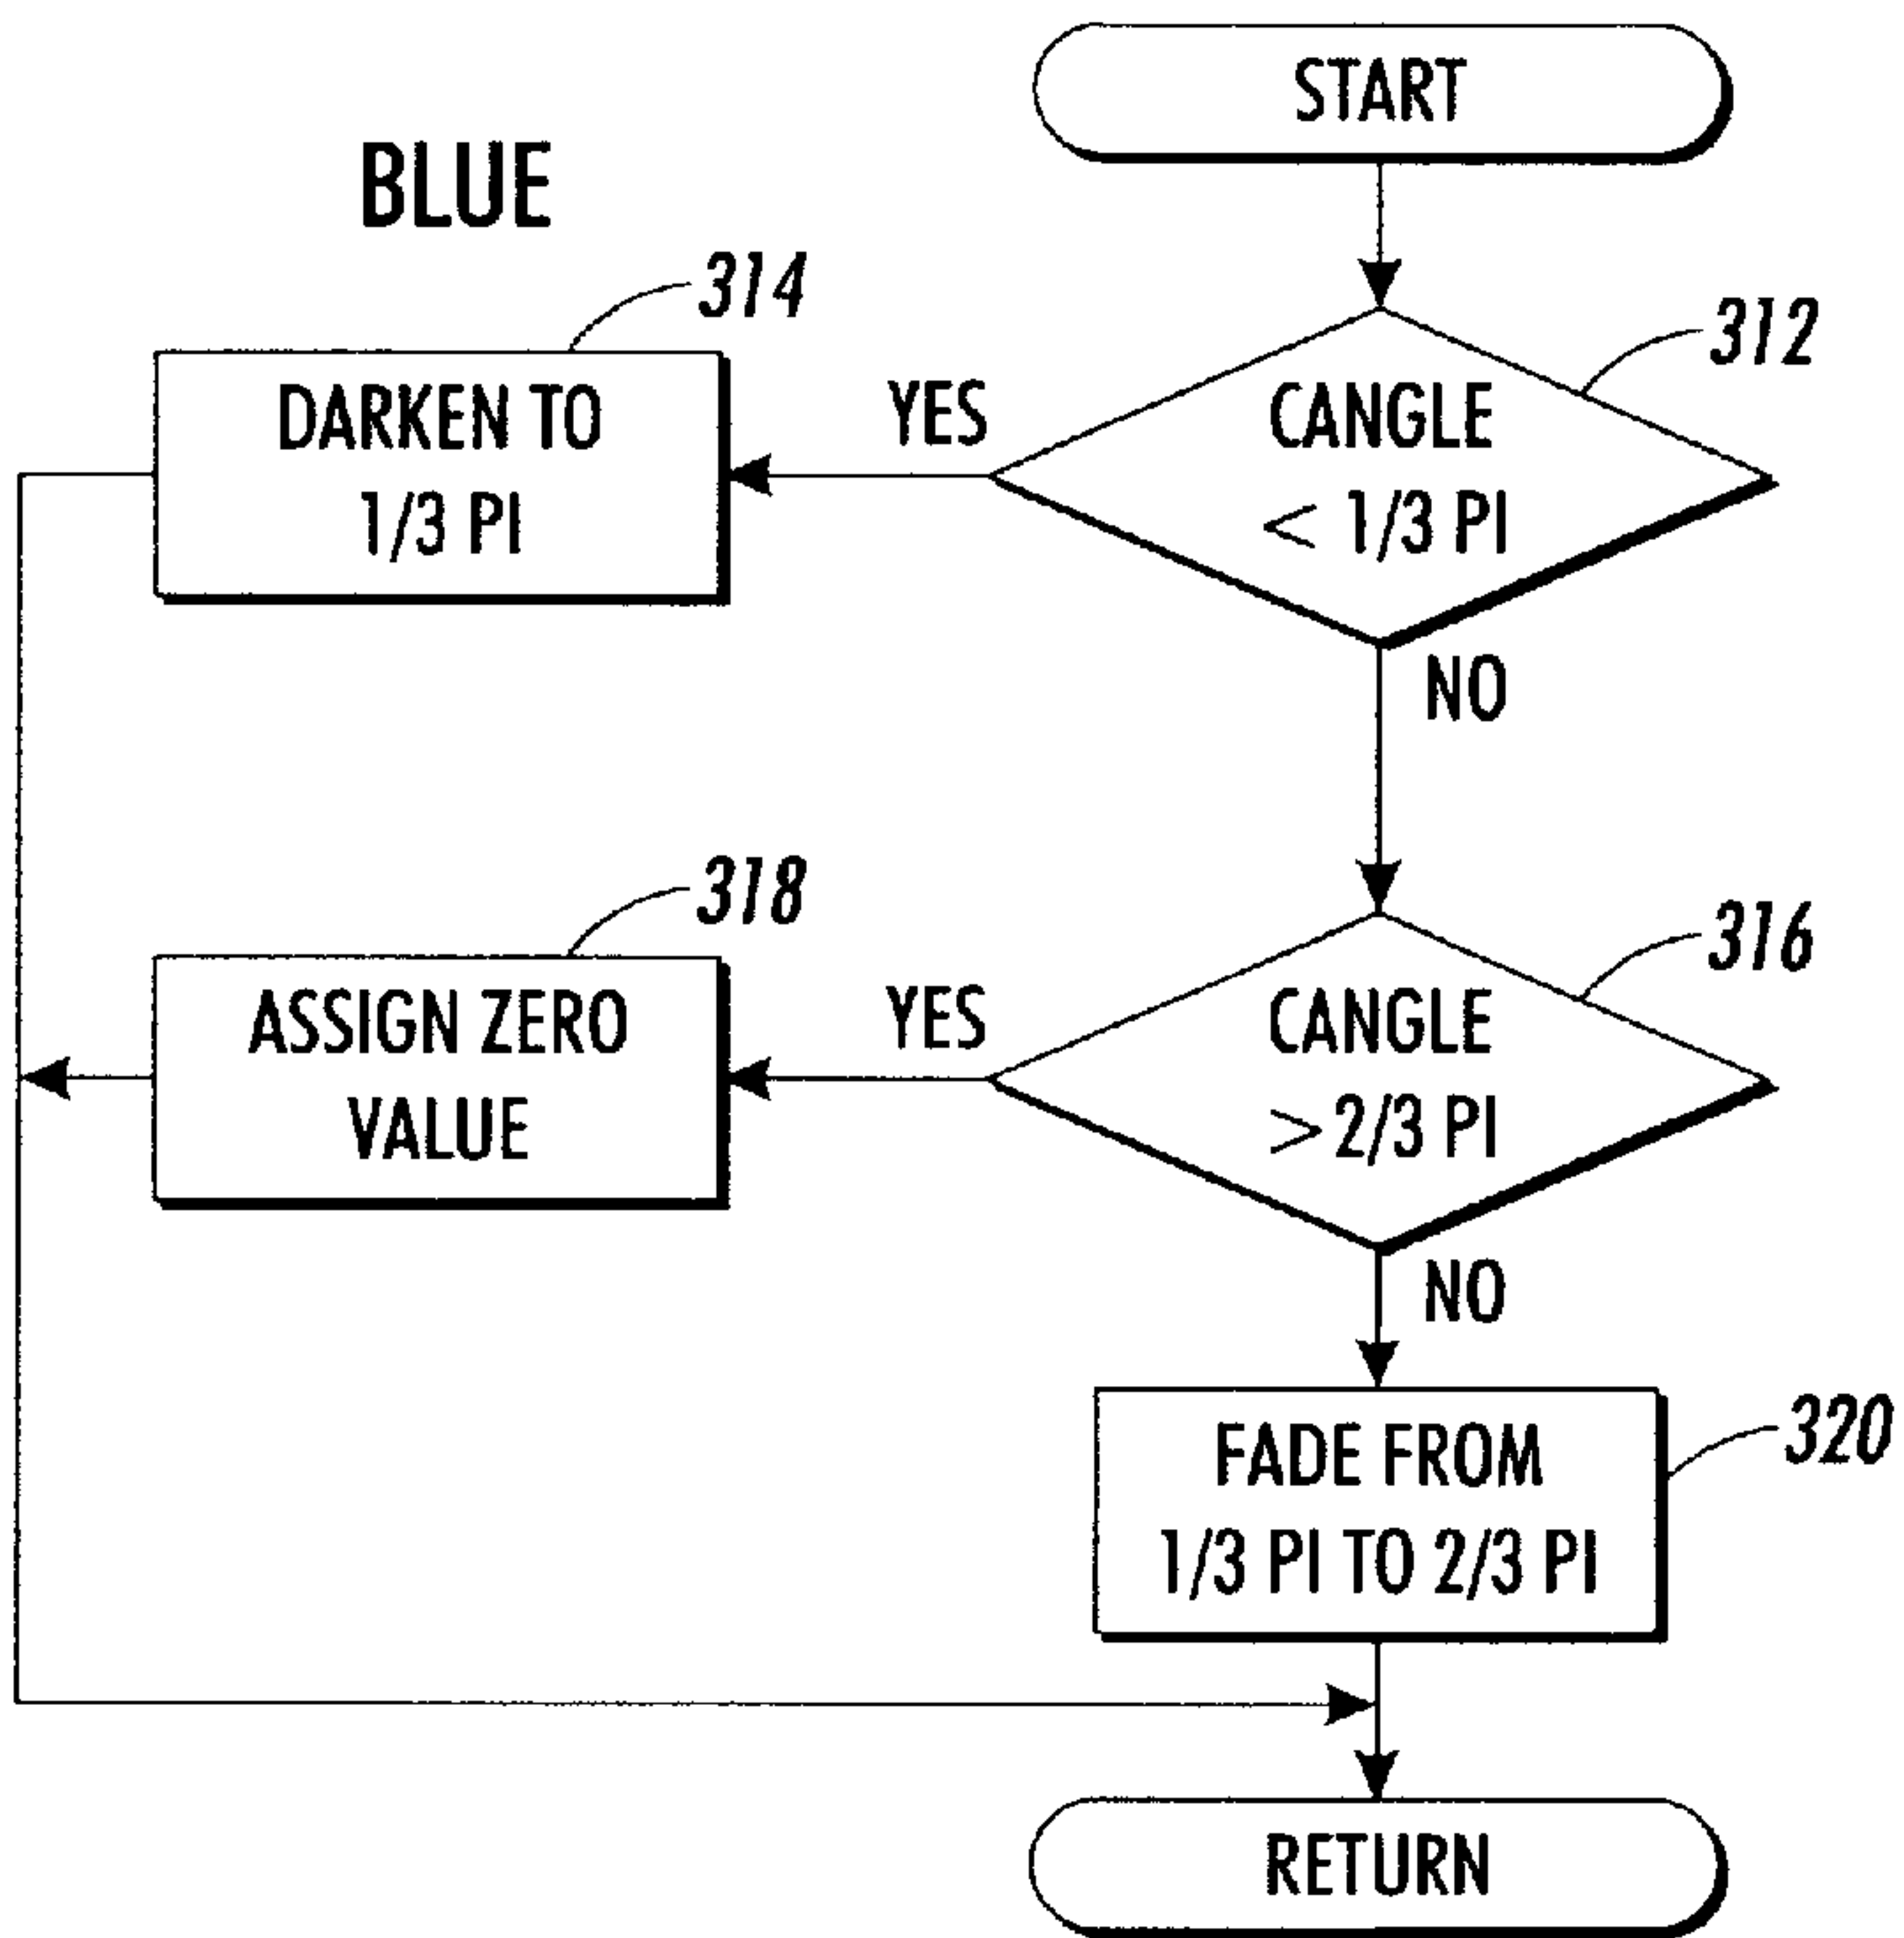 START
BLUE
314
312
DARKEN TO
1/3 PI
YES
CANGLE
< 1/3 PI
NO
318
316
ASSIGN ZERO
VALUE
YES
CANGLE
> 2/3 PI
NO
320
FADE FROM
1/3 PI TO 2/3 PI
RETURN